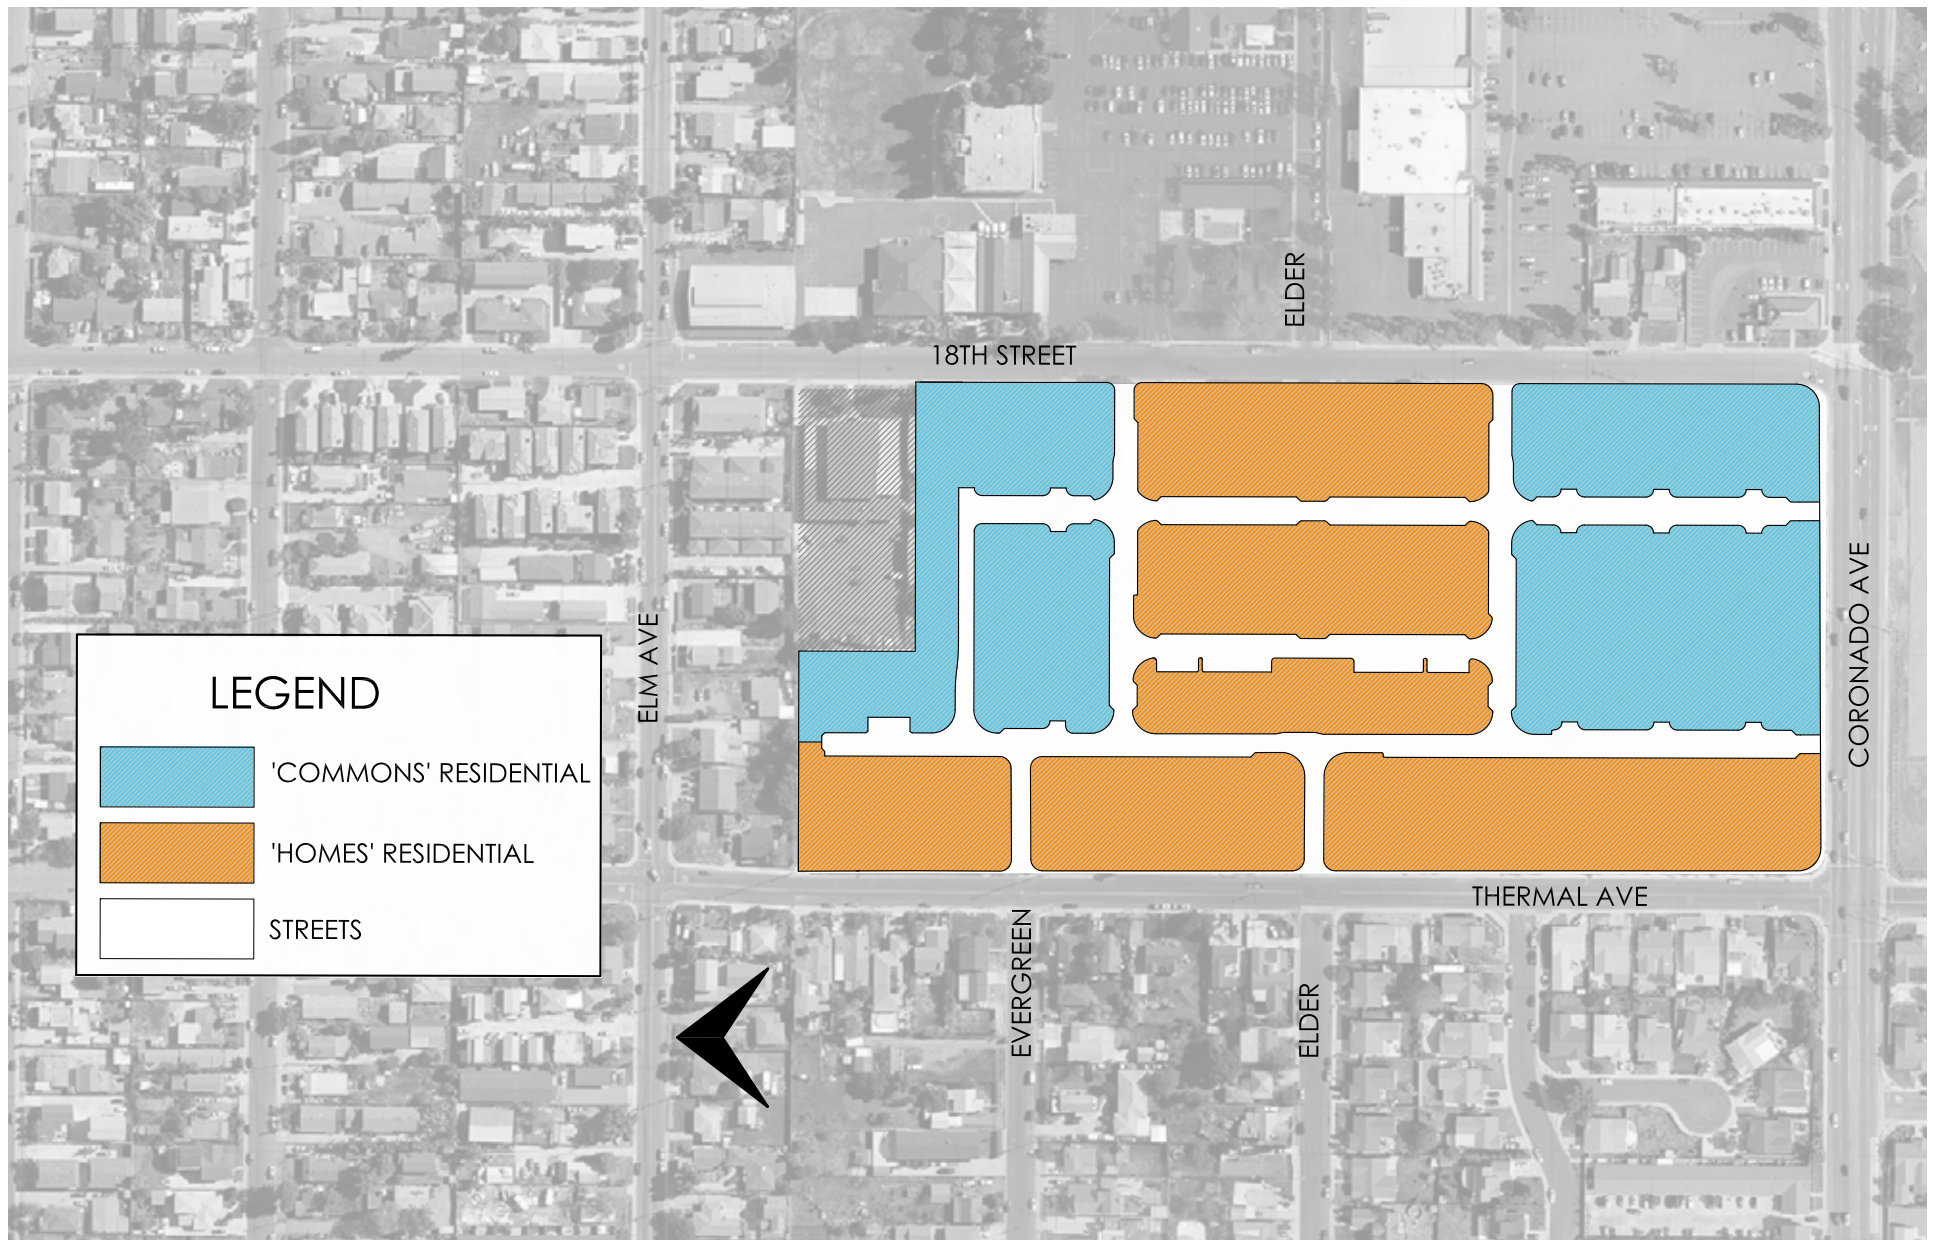 ELDER
18TH STREET
ELM AVE
CORONADO AVE
LEGEND
'COMMONS' RESIDENTIAL
'HOMES' RESIDENTIAL
STREETS
THERMAL AVE
EVERGREEN
ELDER